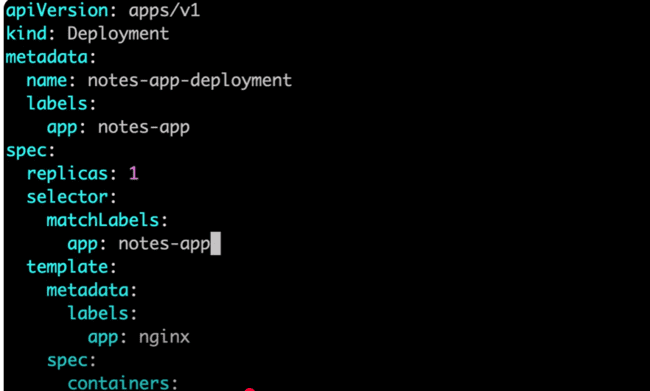 apiVersion: apps/v1
kind: Deployment
metadata:
  name: notes-app-deployment
  labels:
    app: notes-app
spec:
  replicas: 1
  selector:
    matchLabels:
      app: notes-app
  template:
    metadata:
      labels:
        app: nginx
    spec:
      containers: